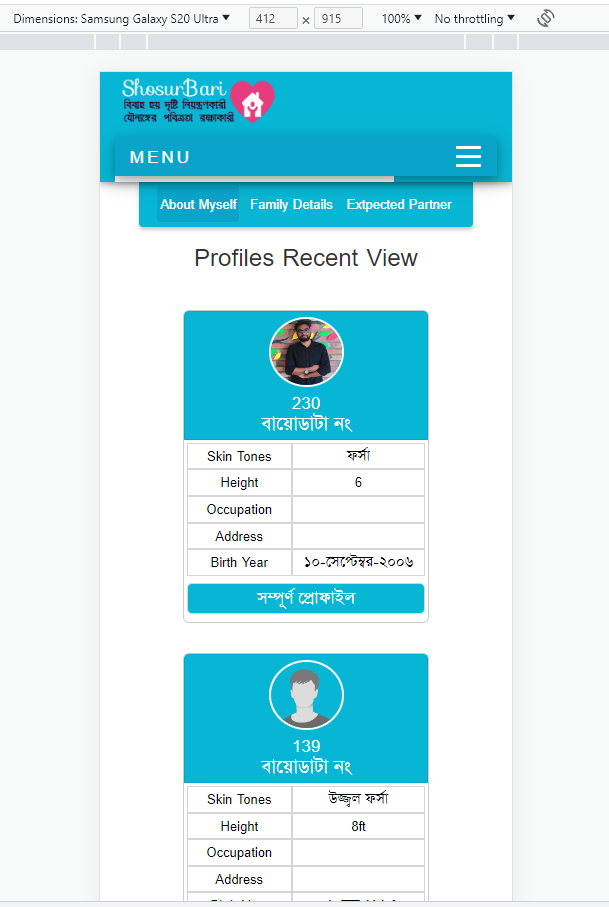 Dimensions: Samsung Galaxy S20 Ultra ▼ 412 × 915 100% ▼ No throttling ▼
ShosurBari
বিবাহ হয় দৃষ্টি নিয়ন্ত্রণকারী
যৌনাঙ্গের পবিত্রতা রক্ষাকারী
MENU
About Myself Family Details Extpected Partner
Profiles Recent View
230
বায়োডাটা নং
Skin Tones ফর্সা
Height 6
Occupation
Address
Birth Year ১০-সেপ্টেম্বর-২০০৬
সম্পূর্ণ প্রোফাইল
139
বায়োডাটা নং
Skin Tones উজ্জ্বল ফর্সা
Height 8ft
Occupation
Address